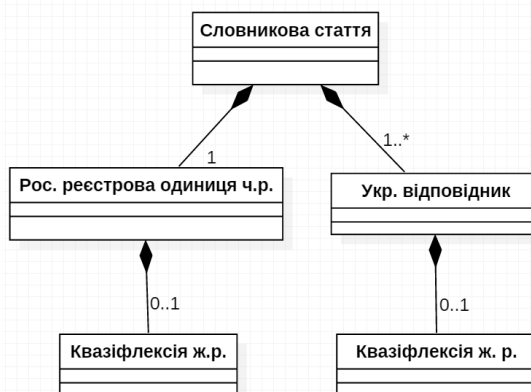 Словникова стаття
1
1..*
Рос. реєстрова одиниця ч.р.
Укр. відповідник
0..1
0..1
Квазіфлексія ж.р.
Квазіфлексія ж. р.